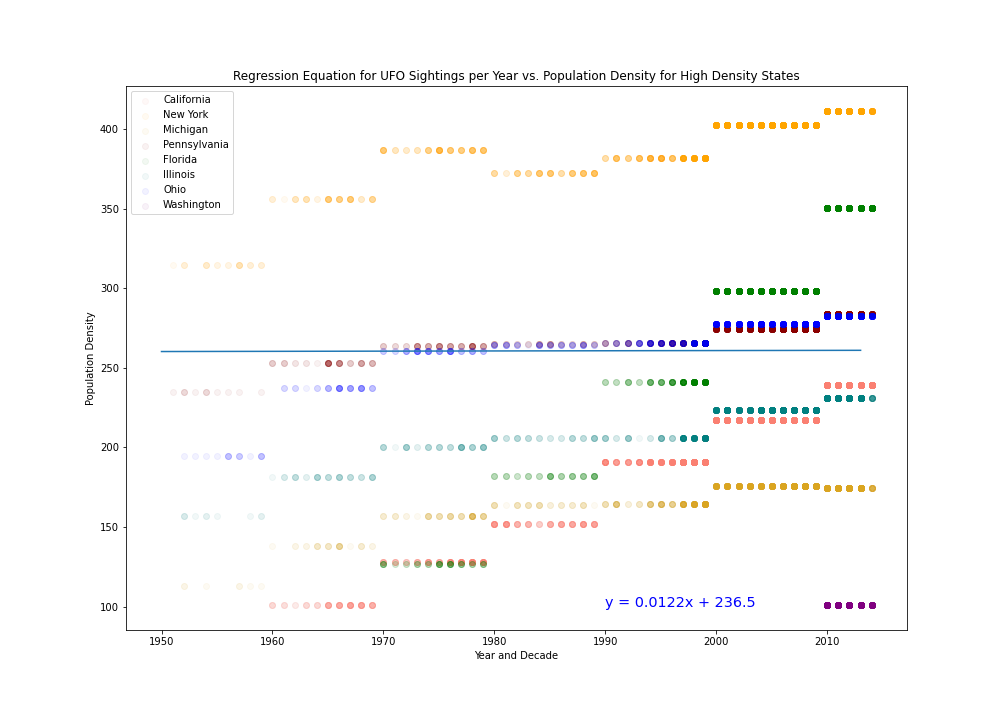 Regression Equation for UFO Sightings per Year vs. Population Density for High Density States
California
New York
Michigan
Pennsylvania
Florida
Illinois
Ohio
Washington
400
350
300
250
200
150
100
Population Density
y = 0.0122x + 236.5
1950 1960 1970 1980 1990 2000 2010
Year and Decade